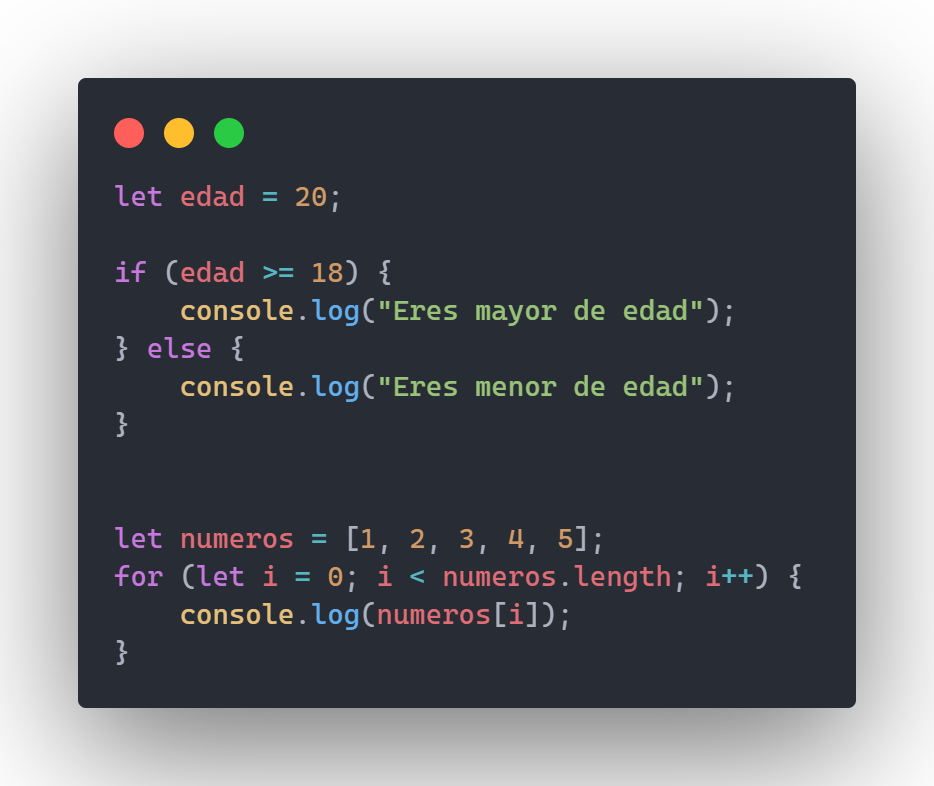 let edad = 20;
if (edad >= 18) {
    console.log("Eres mayor de edad");
} else {
    console.log("Eres menor de edad");
}
let numeros = [1, 2, 3, 4, 5];
for (let i = 0; i < numeros.length; i++) {
    console.log(numeros[i]);
}